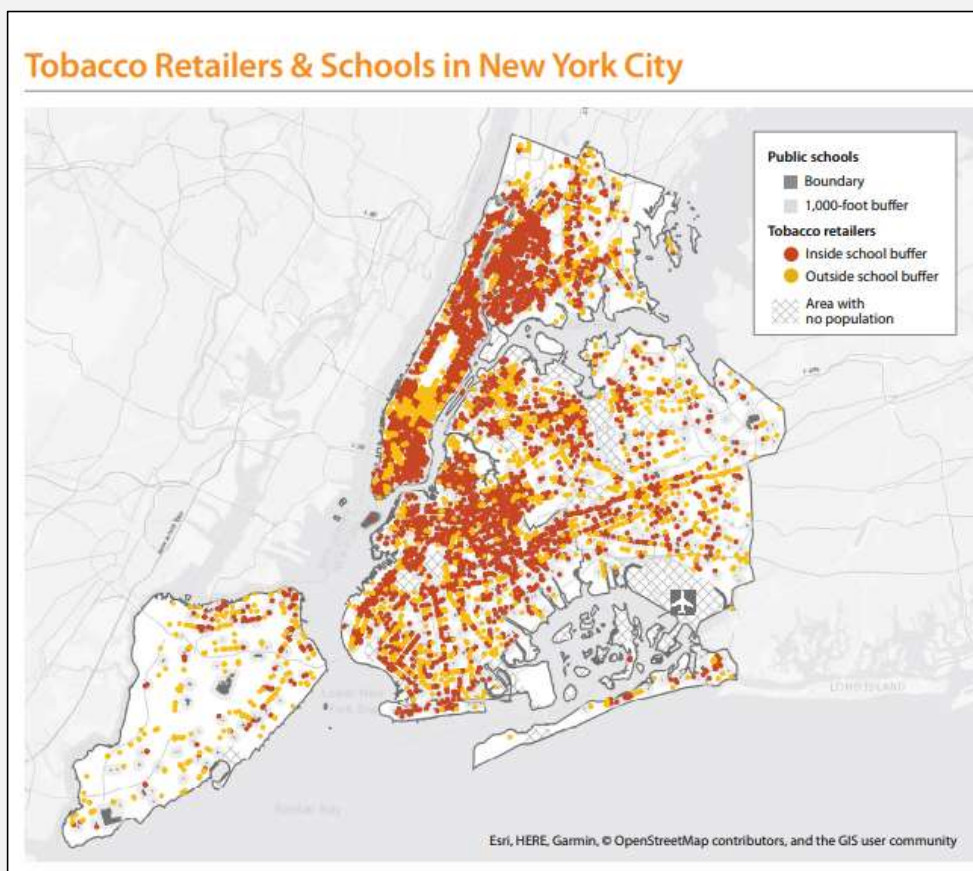 Tobacco Retailers & Schools in New York City
Public schools
Boundary
1,000-foot buffer
Tobacco retailers
Inside school buffer
Outside school buffer
Area with
no population
LONG ISLAND
Esri, HERE, Garmin, © OpenStreetMap contributors, and the GIS user community